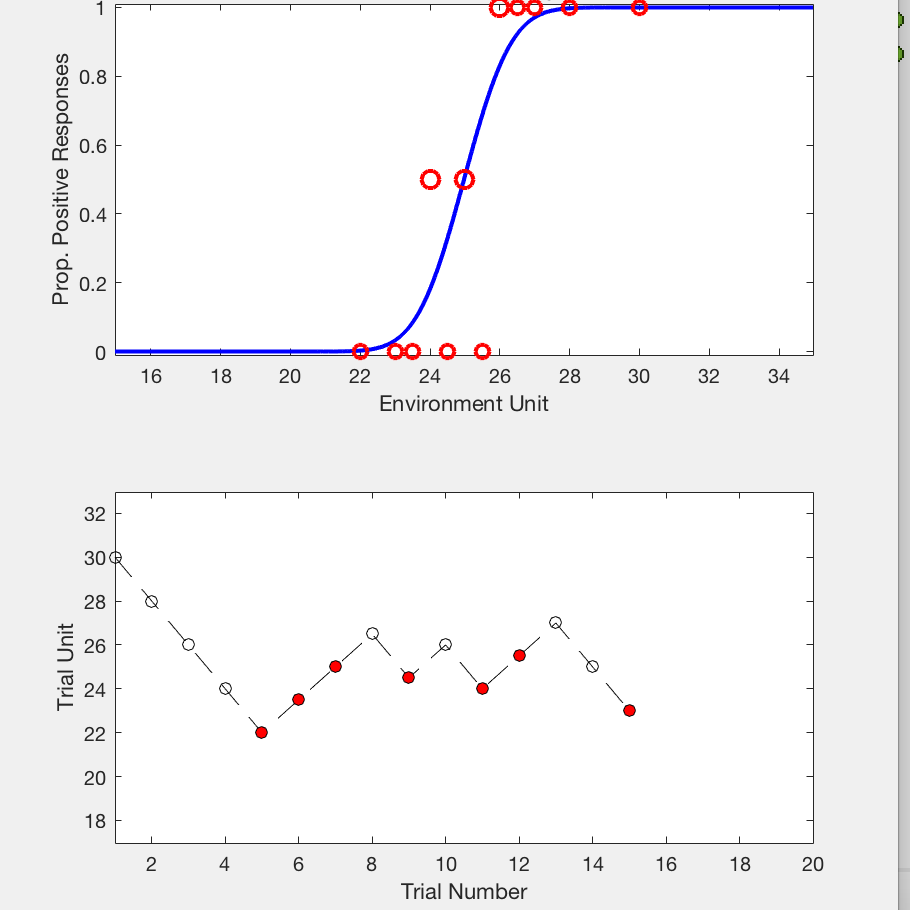 1
0.8
0.6
0.4
0.2
0
Prop. Positive Responses
16 18 20 22 24 26 28 30 32 34
Environment Unit
32
30
28
26
24
22
20
18
Trial Unit
2 4 6 8 10 12 14 16 18 20
Trial Number